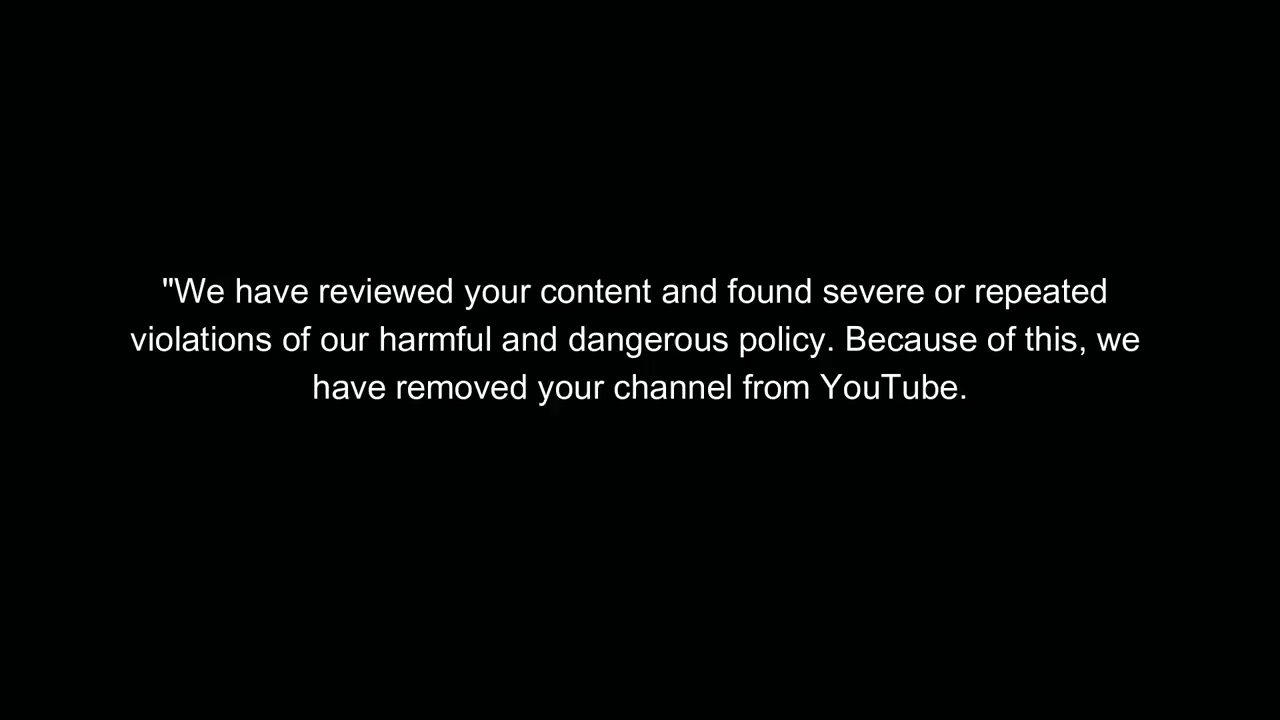 "We have reviewed your content and found severe or repeated
violations of our harmful and dangerous policy. Because of this, we
have removed your channel from YouTube.